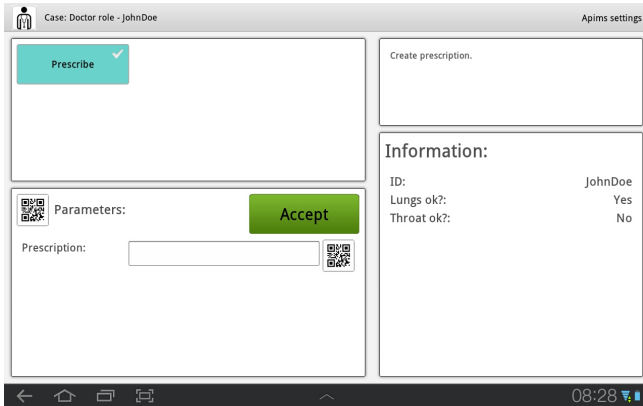 Case: Doctor role - JohnDoe
Apims settings
Prescribe
Create prescription.
Information:
ID: JohnDoe
Lungs ok?: Yes
Throat ok?: No
Parameters:
Accept
Prescription:
08:28